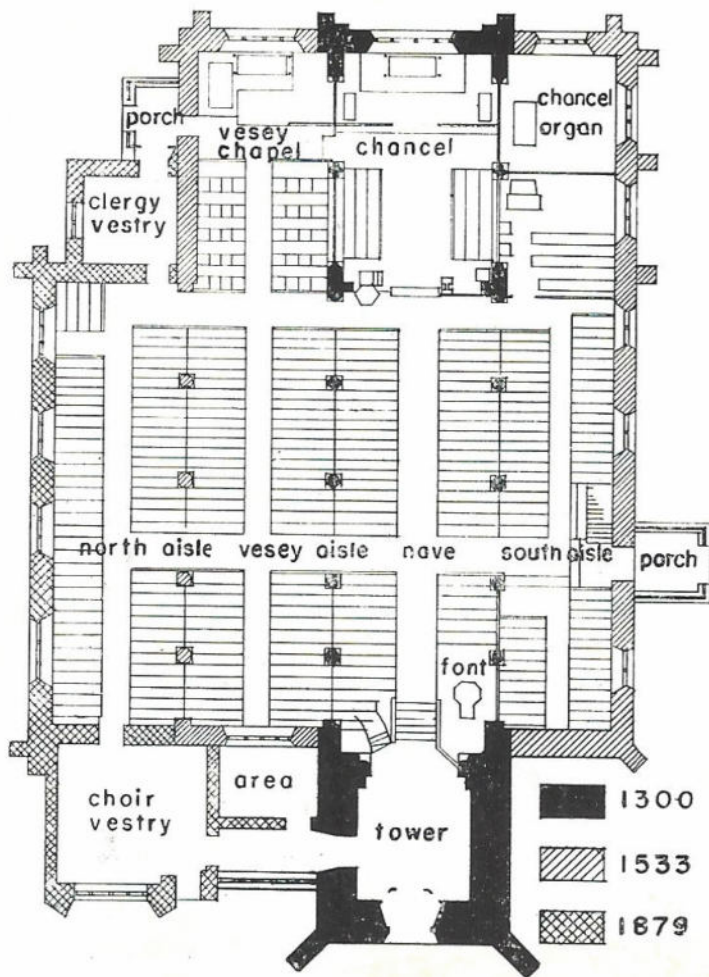 porch
vesey
chapel
chancel
chancel
organ
clergy
vestry
north aisle
vesey aisle
nave
south aisle
porch
font
area
choir
vestry
tower
1300
1533
1879